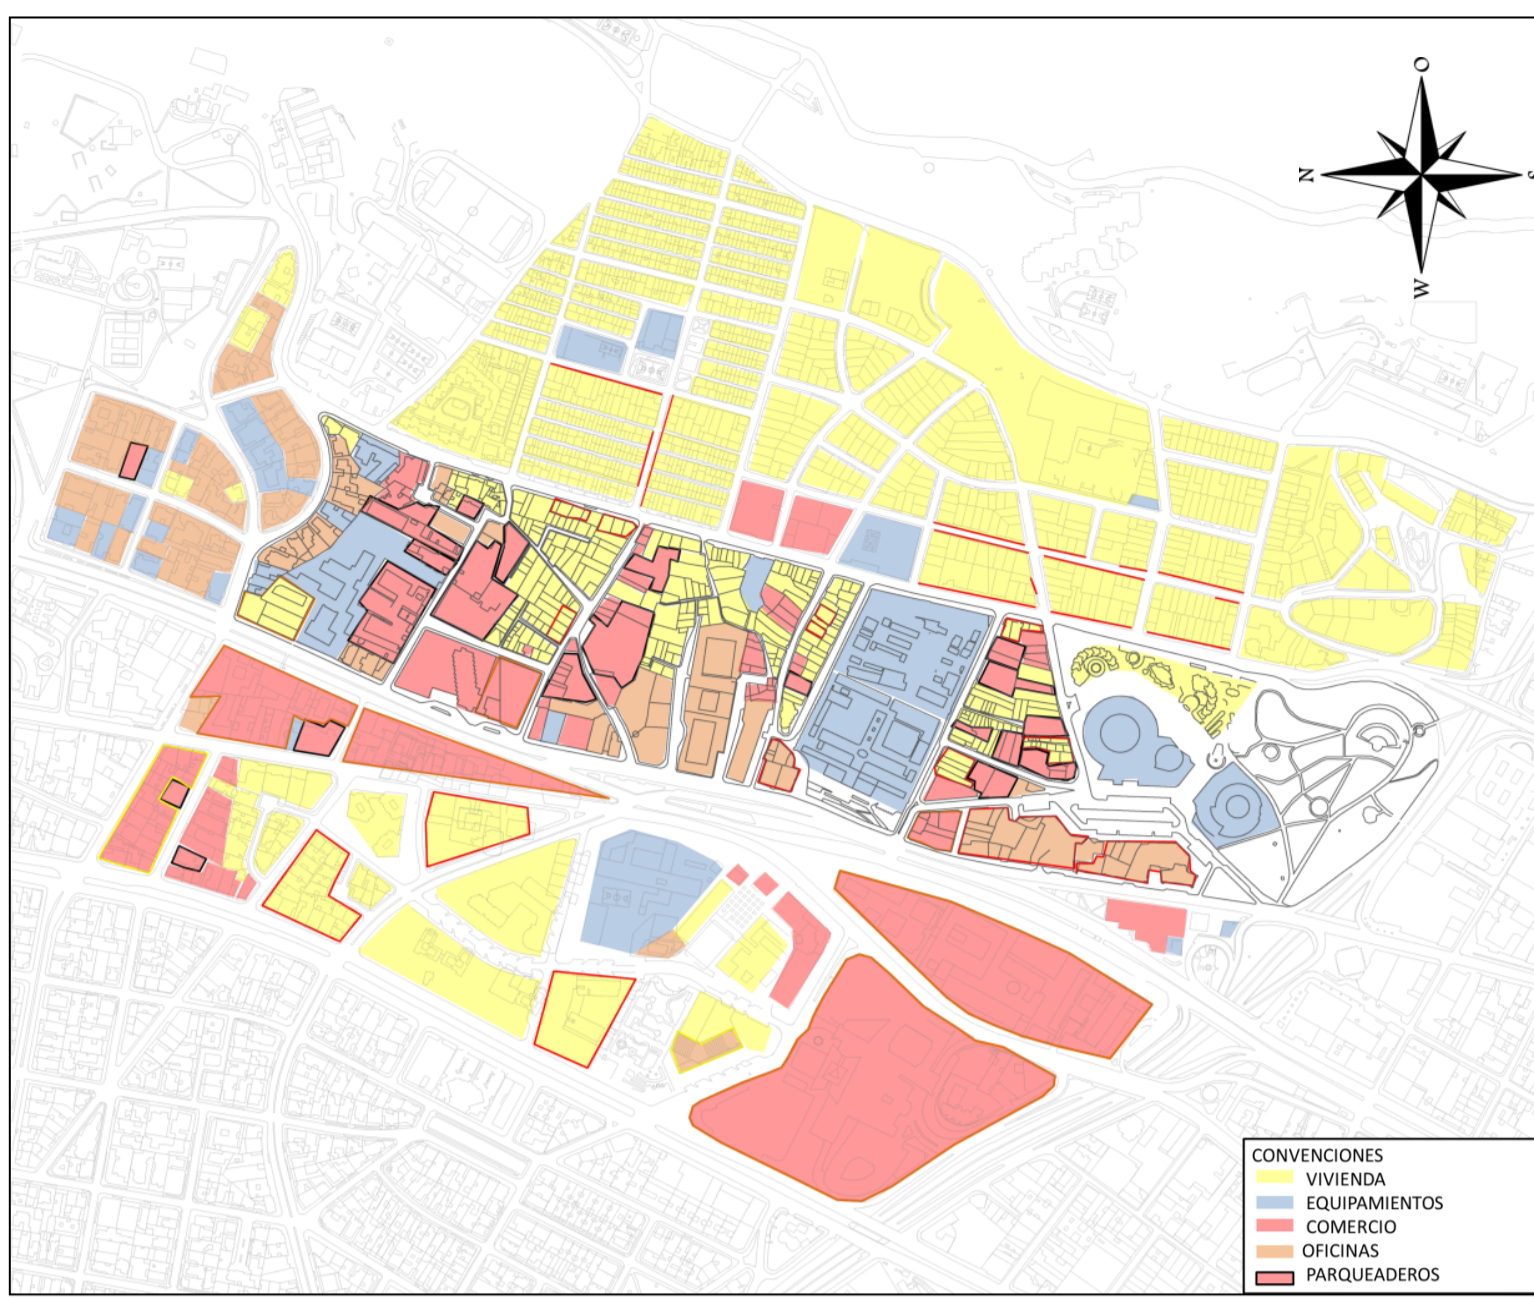 O
N
S
W
CONVENCIONES
VIVIENDA
EQUIPAMIENTOS
COMERCIO
OFICINAS
PARQUEADEROS